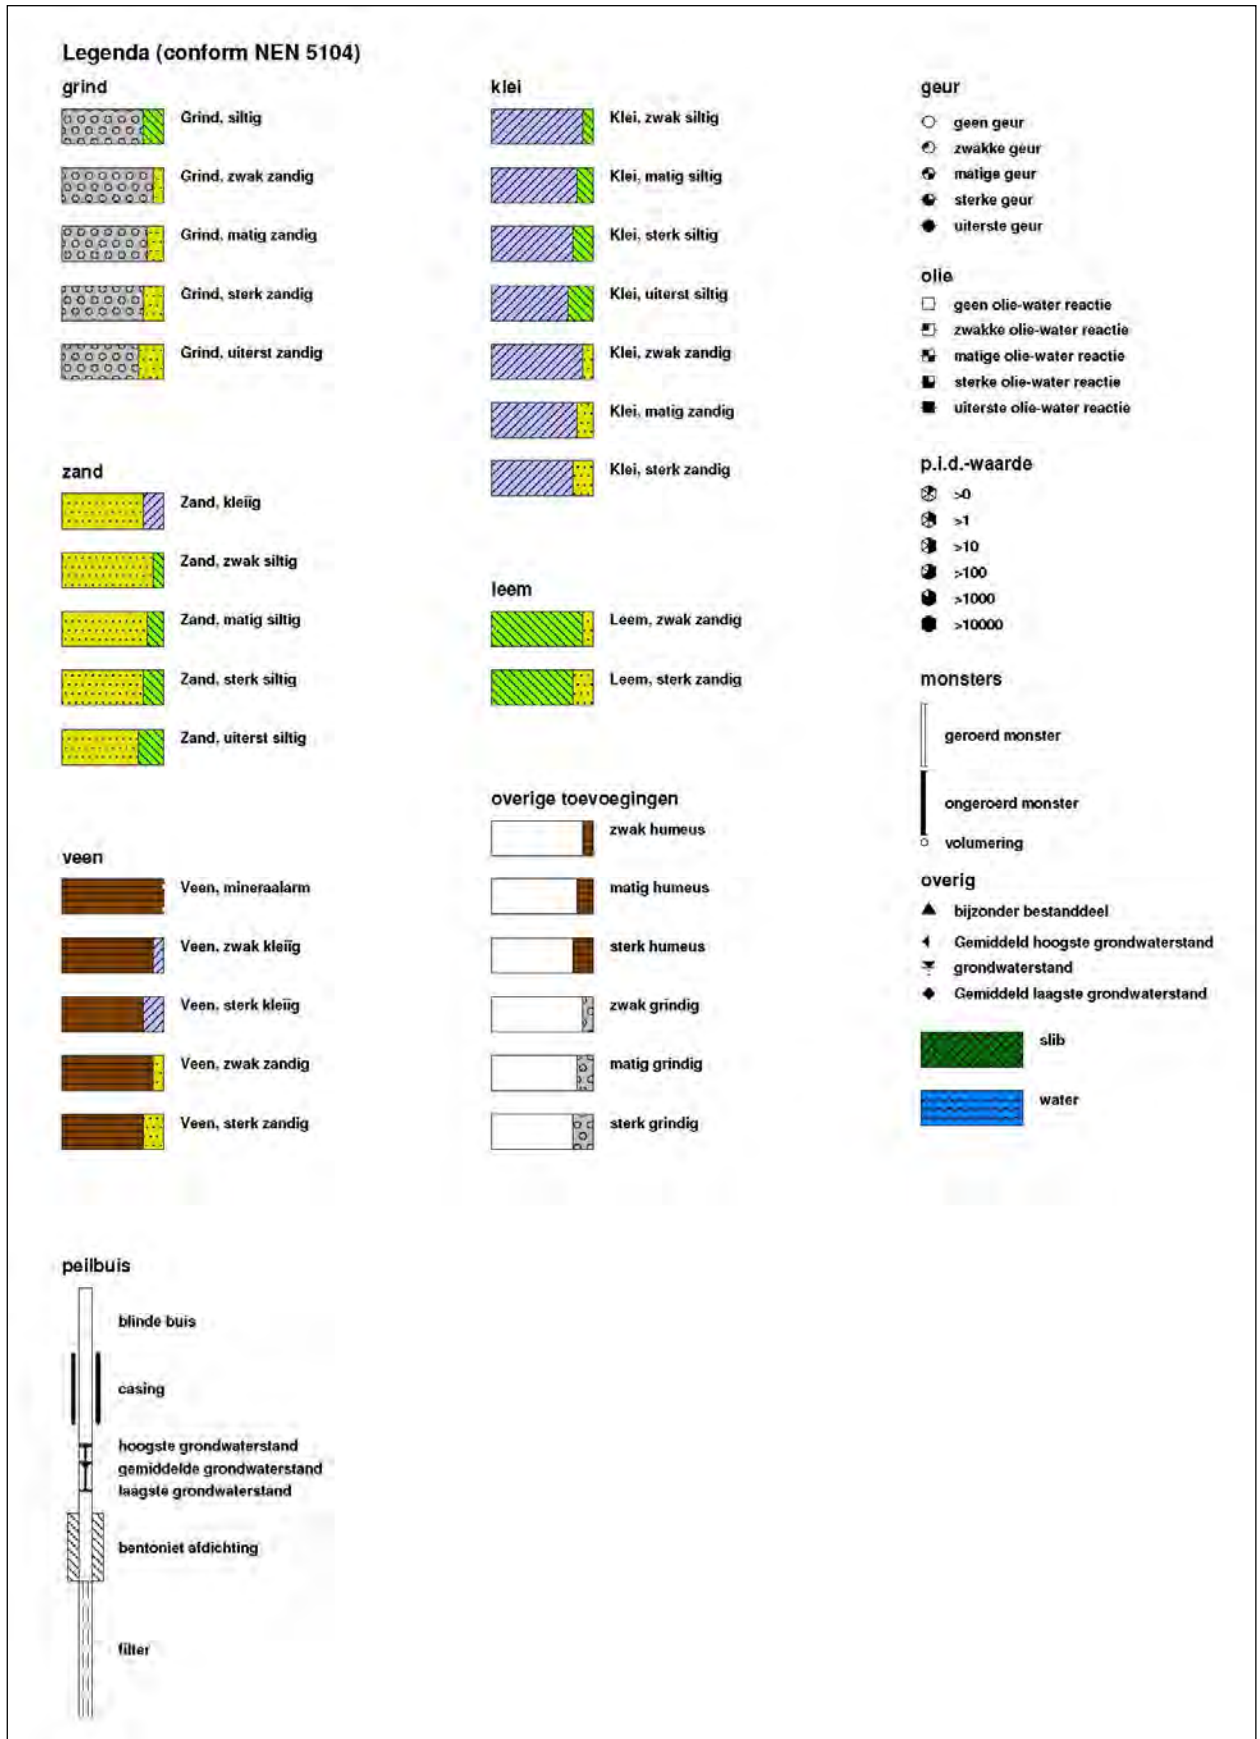 Legenda (conform NEN 5104)
grind
Grind, siltig
Grind, zwak zandig
Grind, matig zandig
Grind, sterk zandig
Grind, uiterst zandig
zand
Zand, kleiïg
Zand, zwak siltig
Zand, matig siltig
Zand, sterk siltig
Zand, uiterst siltig
veen
Veen, mineraalarm
Veen, zwak kleiïg
Veen, sterk kleiïg
Veen, zwak zandig
Veen, sterk zandig
peilbuis
blinde buis
casing
hoogste grondwaterstand
gemiddelde grondwaterstand
laagste grondwaterstand
bentoniet afdichting
filter
klei
Klei, zwak siltig
Klei, matig siltig
Klei, sterk siltig
Klei, uiterst siltig
Klei, zwak zandig
Klei, matig zandig
Klei, sterk zandig
leem
Leem, zwak zandig
Leem, sterk zandig
overige toevoegingen
zwak humeus
matig humeus
sterk humeus
zwak grindig
matig grindig
sterk grindig
geur
geen geur
zwakke geur
matige geur
sterke geur
uiterste geur
olie
geen olie-water reactie
zwakke olie-water reactie
matige olie-water reactie
sterke olie-water reactie
uiterste olie-water reactie
p.i.d.-waarde
>0
>1
>10
>100
>1000
>10000
monsters
geroerd monster
ongeroerd monster
volumering
overig
bijzonder bestanddeel
Gemiddeld hoogste grondwaterstand
grondwaterstand
Gemiddeld laagste grondwaterstand
slib
water